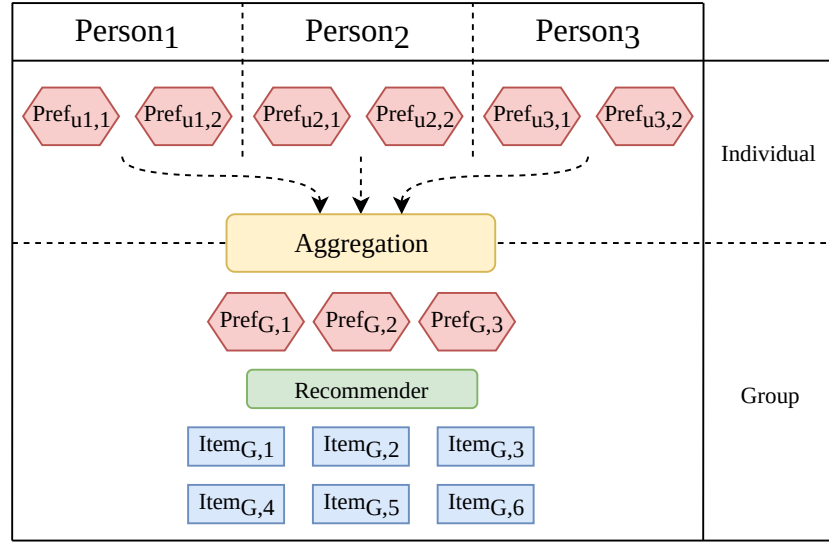 Person1 Person2 Person3
Prefu1,1 Prefu1,2 Prefu2,1 Prefu2,2 Prefu3,1 Prefu3,2
Individual
Aggregation
PrefG,1 PrefG,2 PrefG,3
Recommender
Group
ItemG,1 ItemG,2 ItemG,3
ItemG,4 ItemG,5 ItemG,6